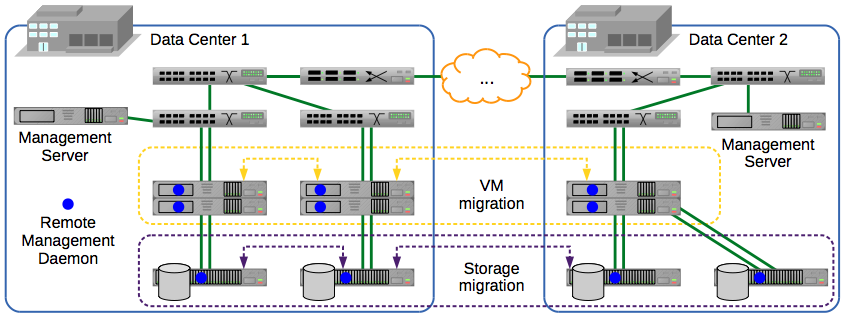 Data Center 1
Data Center 2
...
Management
Server
Management
Server
VM
migration
Remote
Management
Daemon
Storage
migration